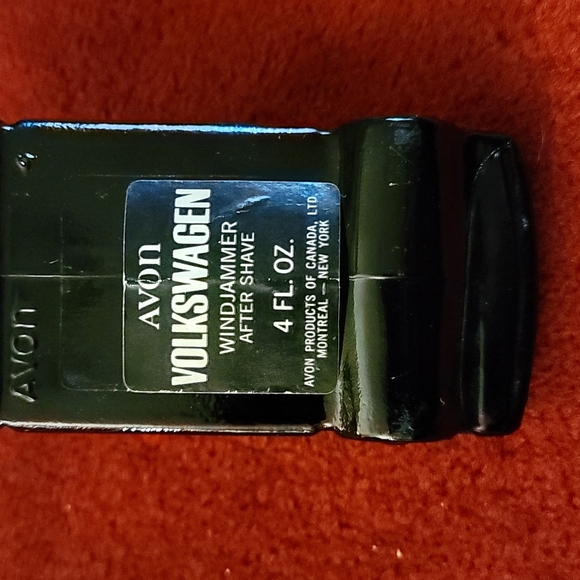 AVON
AVON
VOLKSWAGEN
WINDJAMMER
AFTER SHAVE
4 FL. OZ.
AVON PRODUCTS OF CANADA, LTD.
MONTREAL — NEW YORK